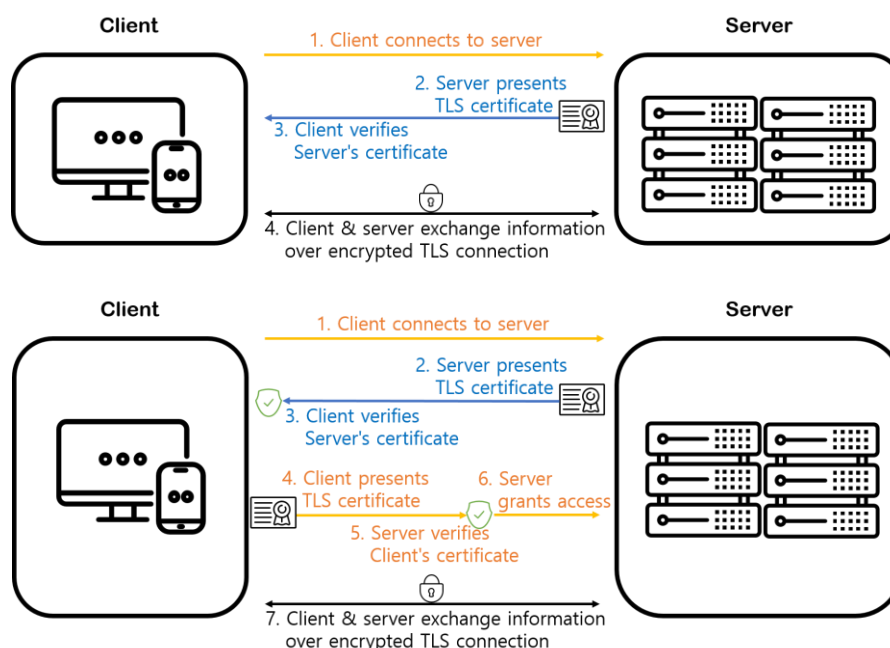 Client
Server
1. Client connects to server
2. Server presents
TLS certificate
3. Client verifies
Server's certificate
4. Client & server exchange information
over encrypted TLS connection
Client
Server
1. Client connects to server
2. Server presents
TLS certificate
3. Client verifies
Server's certificate
4. Client presents
TLS certificate
6. Server
grants access
5. Server verifies
Client's certificate
7. Client & server exchange information
over encrypted TLS connection